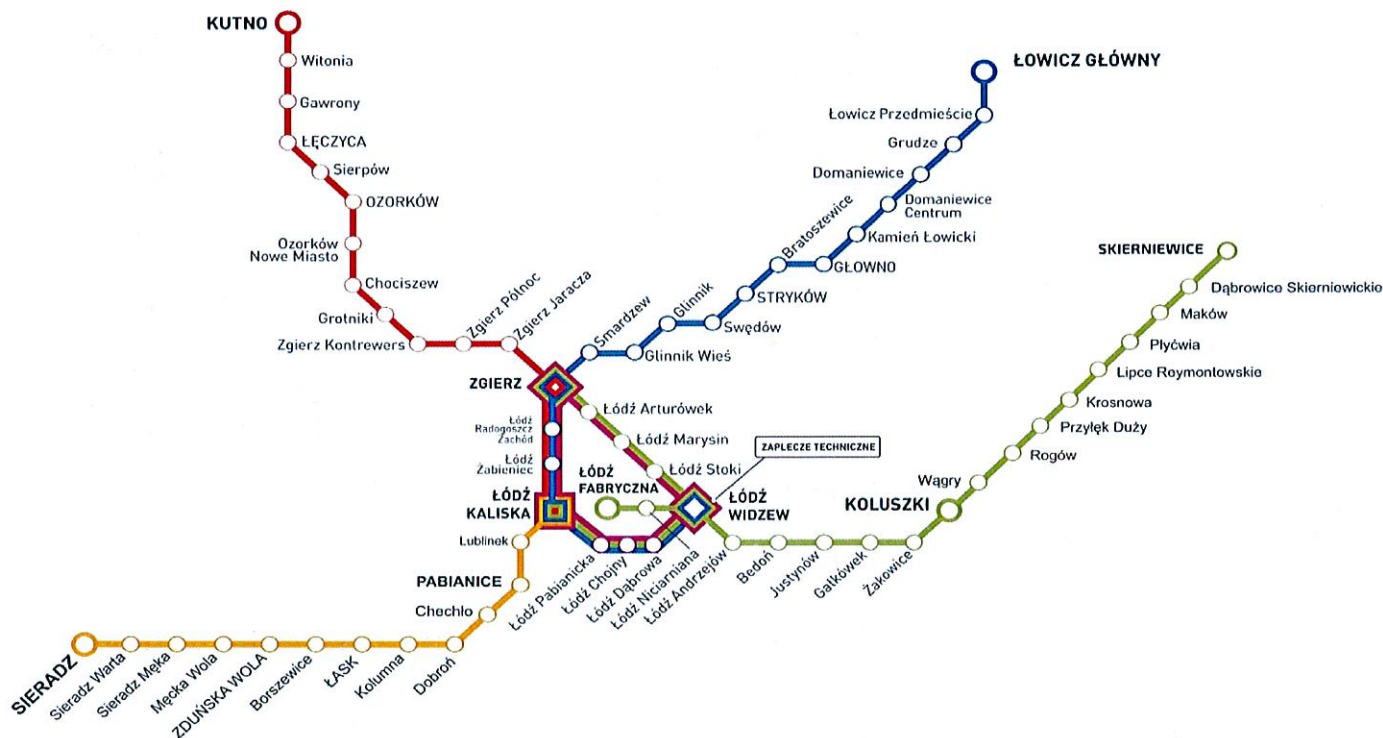 KUTNO
Witonia
Gawrony
ŁĘCZYCA
Sierpów
OZORKÓW
Ozorków
Nowe Miasto
Chociszew
Grotniki
Zgierz Kontrewers
Zgierz Północ
Zgierz Jaracza
ZGIERZ
ŁOWICZ GŁÓWNY
Łowicz Przedmieście
Grudze
Domaniewice
Domaniewice
Centrum
Kamień Łowicki
GŁOWNO
Bratoszewice
STRYKÓW
Swędów
Glinnik
Glinnik Wieś
Smardzew
SKIERNIEWICE
Dąbrowice Skierniowickie
Maków
Płyćwia
Lipce Reymontowskie
Krosnowa
Przyłęk Duży
Rogów
Wągry
KOLUSZKI
Żakowice
Gałkówek
Justynów
Bedoń
Łódź Andrzejów
Łódź Niciarniana
Łódź Dąbrowa
Łódź Chojny
Łódź Pabianicka
Łódź Arturówek
Łódź Marysin
Łódź Stoki
ZAPLECZE TECHNICZNE
ŁÓDŹ
FABRYCZNA
ŁÓDŹ
WIDZEW
Łódź
Radogoszcz
Zachód
Łódź
Żabieniec
ŁÓDŹ
KALISKA
Lublinek
PABIANICE
Chechło
Dobroń
Kolumna
ŁASK
Borszewice
ZDUŃSKA WOLA
Męcka Wola
Sieradz Męka
Sieradz Warta
SIERADZ